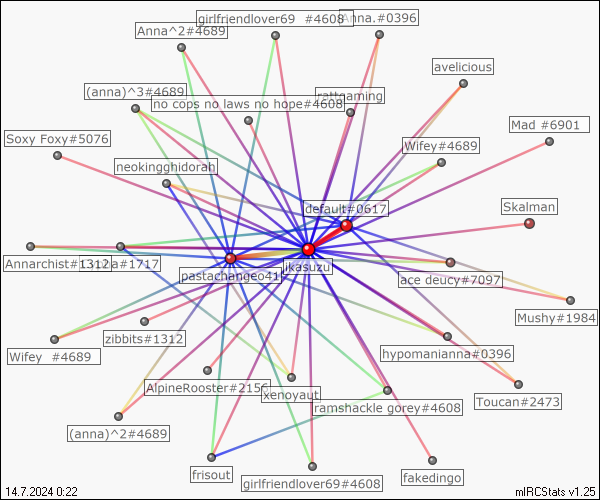 girlfriendlover69 #4608
Anna.#0396
Anna^2#4689
avelicious
(anna)^3#4689
no cops no laws no hope#4608
Mad #6901
Soxy Foxy#5076
Wifey#4689
neokingghidorah
default#0617
Skalman
Annarchist#1312
#1717
pastachangeo41
ikasuzu
ace deucy#7097
Mushy#1984
zibbits#1312
Wifey #4689
hypomanianna#0396
AlpineRooster#2156
xenoyaut
ramshackle gorey#4608
Toucan#2473
(anna)^2#4689
frisout
girlfriendlover69#4608
fakedingo
14.7.2024 0:22
mIRCStats v1.25